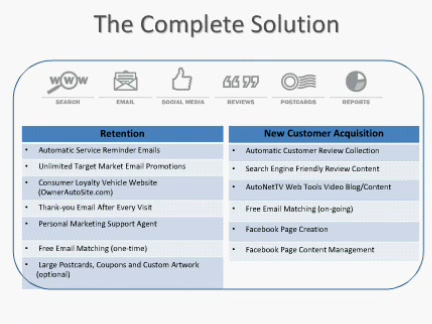 The Complete Solution
SEARCH
EMAIL
SOCIAL MEDIA
REVIEWS
POSTCARDS
REPORTS
Retention
• Automatic Service Reminder Emails
• Unlimited Target Market Email Promotions
• Consumer Loyalty Vehicle Website
(OwnerAutoSite.com)
• Thank-you Email After Every Visit
• Personal Marketing Support Agent
• Free Email Matching (one-time)
• Large Postcards, Coupons and Custom Artwork
(optional)
New Customer Acquisition
• Automatic Customer Review Collection
• Search Engine Friendly Review Content
• AutoNetTV Web Tools Video Blog/Content
• Free Email Matching (on-going)
• Facebook Page Creation
• Facebook Page Content Management